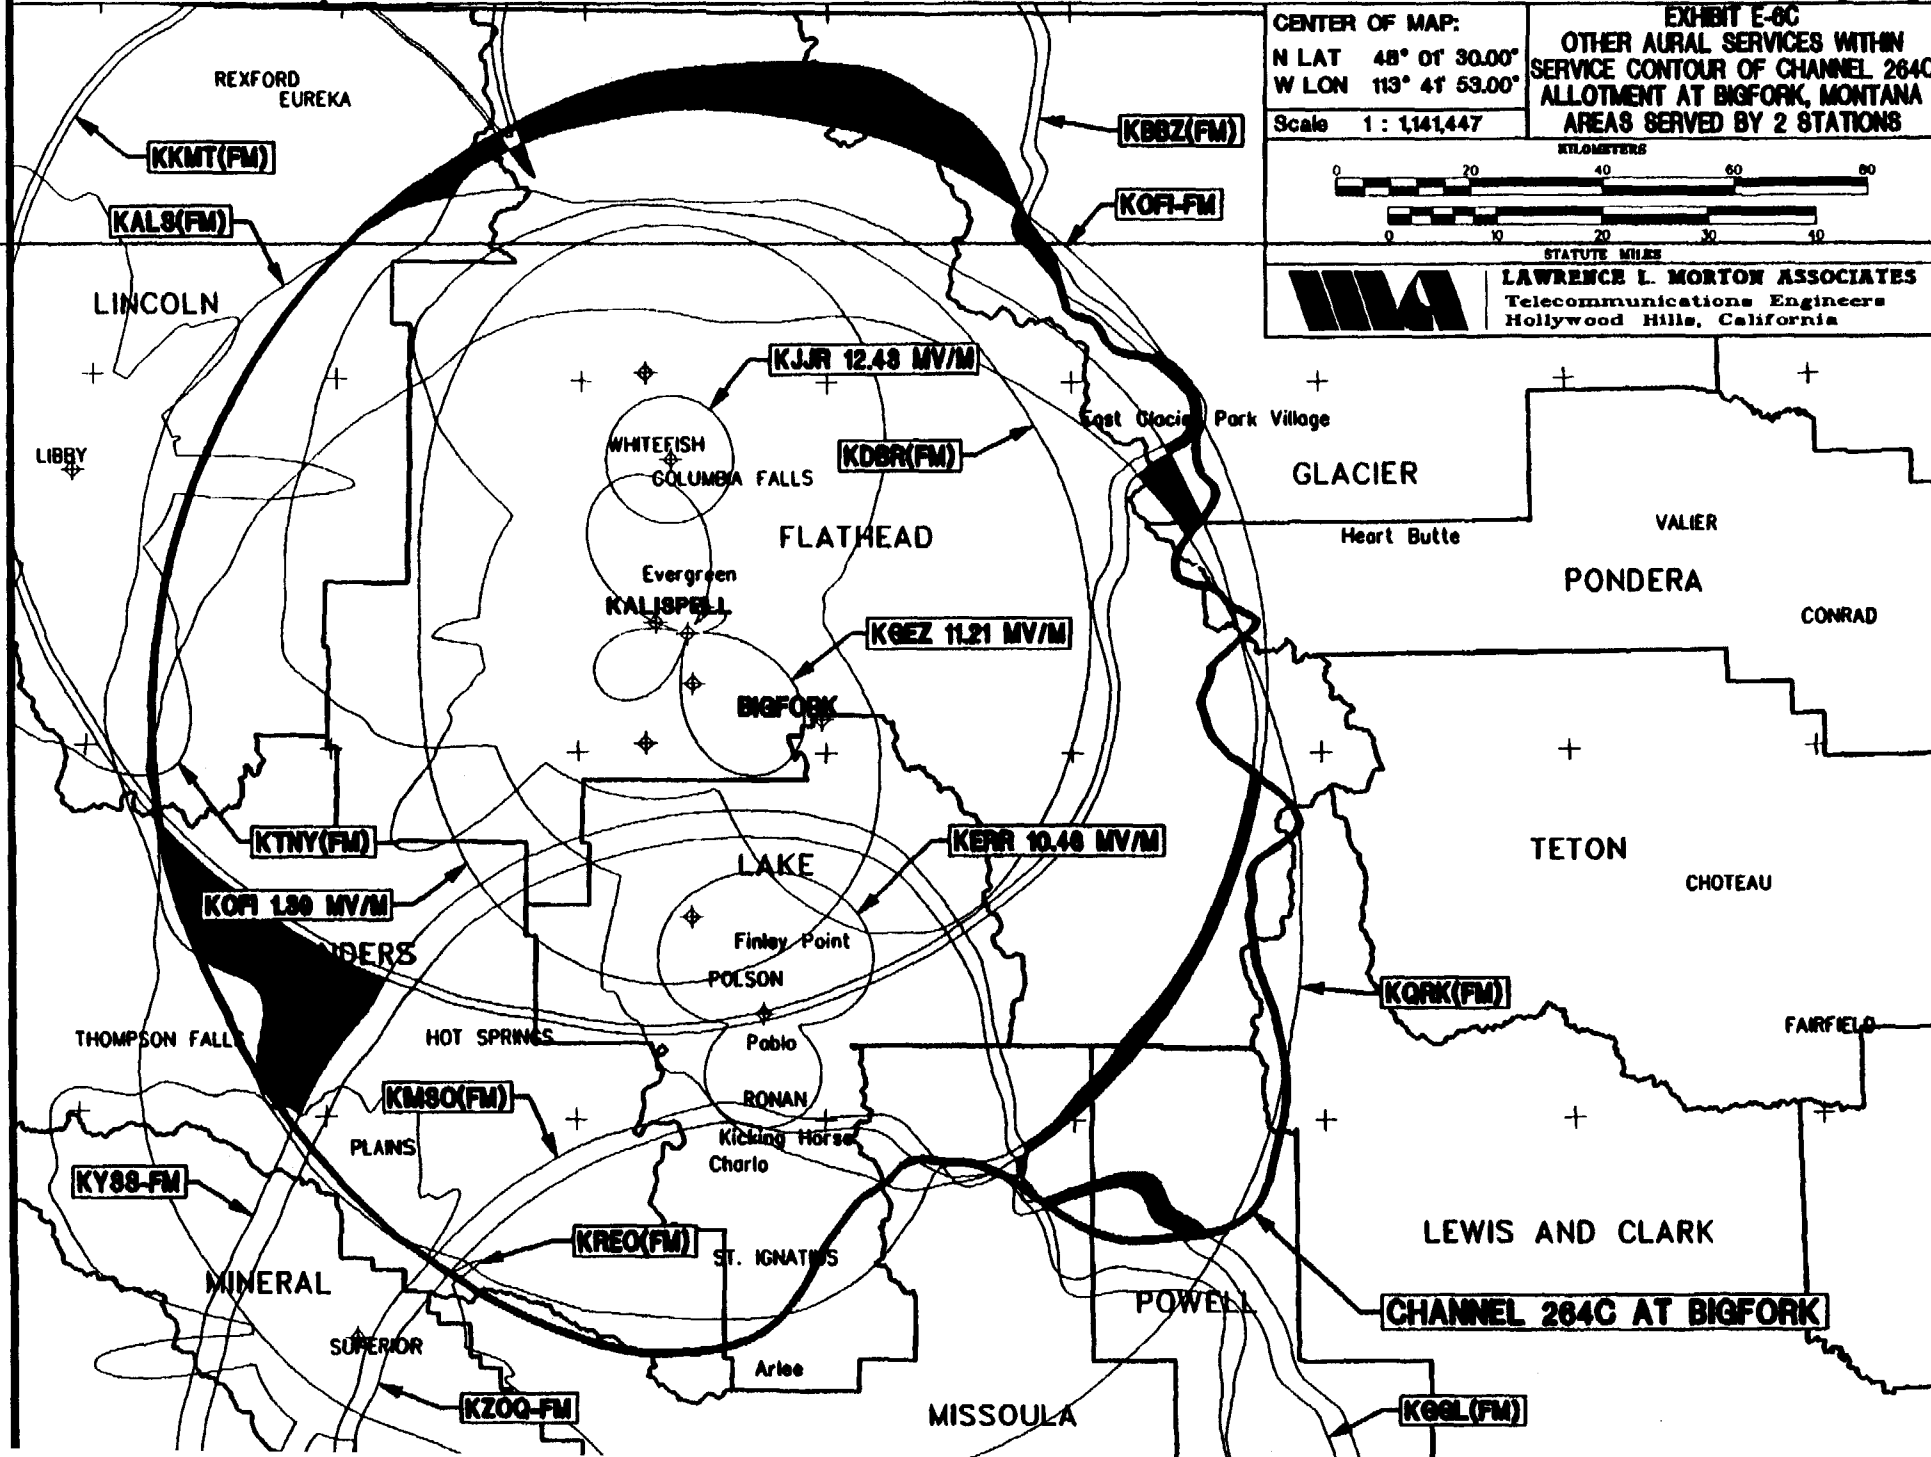 CENTER OF MAP:
N LAT 48° 01' 30.00"
W LON 113° 41' 53.00"
Scale 1 : 1,141,447
EXHIBIT E-6C
OTHER AURAL SERVICES WITHIN
SERVICE CONTOUR OF CHANNEL 264C
ALLOTMENT AT BIGFORK, MONTANA
AREAS SERVED BY 2 STATIONS
KILOMETERS
0 20 40 60 80
0 10 20 30 40
STATUTE MILES
LAWRENCE L. MORTON ASSOCIATES
Telecommunications Engineers
Hollywood Hills, California
REXFORD
EUREKA
KKMT(FM)
KBBZ(FM)
KALS(FM)
KOFI-FM
LINCOLN
KJJR 12.48 MV/M
East Glacier Park Village
LIBBY
WHITEFISH
KDBR(FM)
COLUMBIA FALLS
GLACIER
FLATHEAD
VALIER
Heart Butte
Evergreen
PONDERA
KALISPELL
CONRAD
KGEZ 11.21 MV/M
BIGFORK
KTNY(FM)
KERR 10.48 MV/M
LAKE
TETON
CHOTEAU
KOFI 1.39 MV/M
Finley Point
NDERS
POLSON
KQRK(FM)
FAIRFIELD
THOMPSON FALLS
HOT SPRINGS
Pablo
KMSO(FM)
RONAN
PLAINS
Kicking Horse
Charlo
KYSS-FM
KREO(FM)
ST. IGNATIUS
LEWIS AND CLARK
MINERAL
POWELL
CHANNEL 264C AT BIGFORK
SUPERIOR
Arlee
KZOQ-FM
MISSOULA
KGGL(FM)